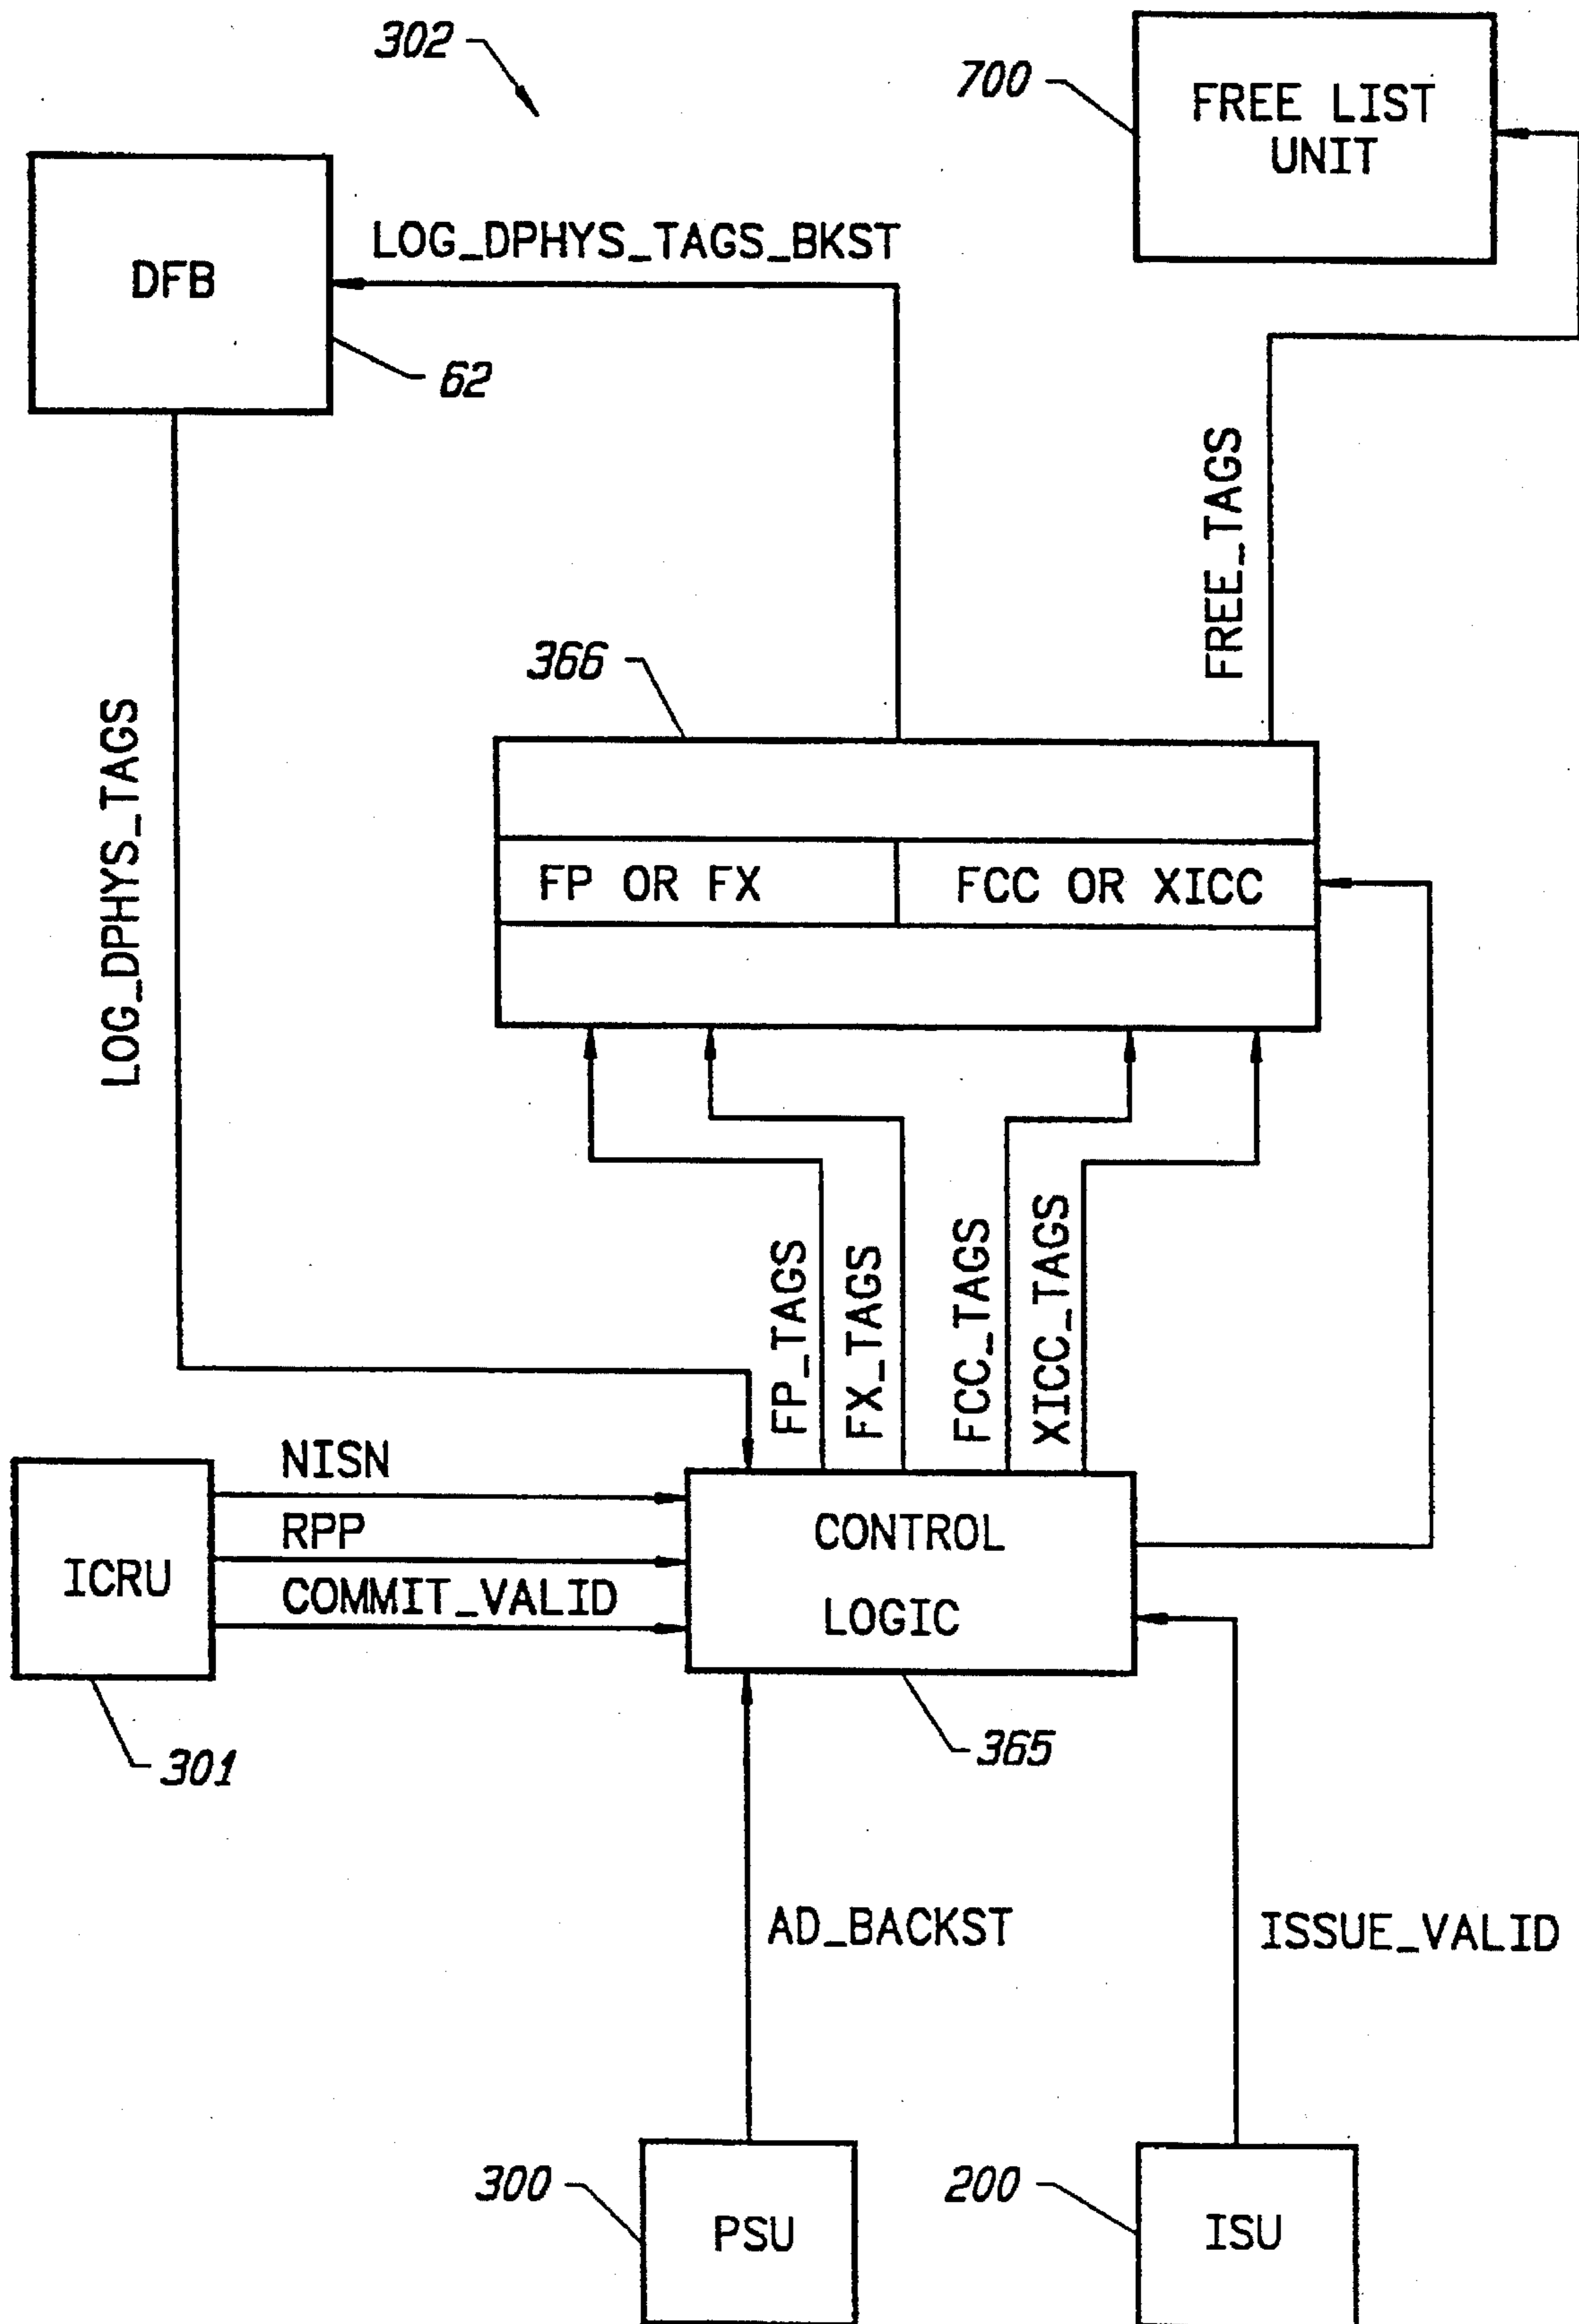 302
700
FREE LIST
UNIT
DFB
LOG_DPHYS_TAGS_BKST
62
FREE_TAGS
366
LOG_DPHYS_TAGS
FP OR FX
FCC OR XICC
FP_TAGS
FX_TAGS
FCC_TAGS
XICC_TAGS
NISN
RPP
COMMIT_VALID
ICRU
CONTROL
LOGIC
301
365
AD_BACKST
ISSUE_VALID
300
PSU
200
ISU